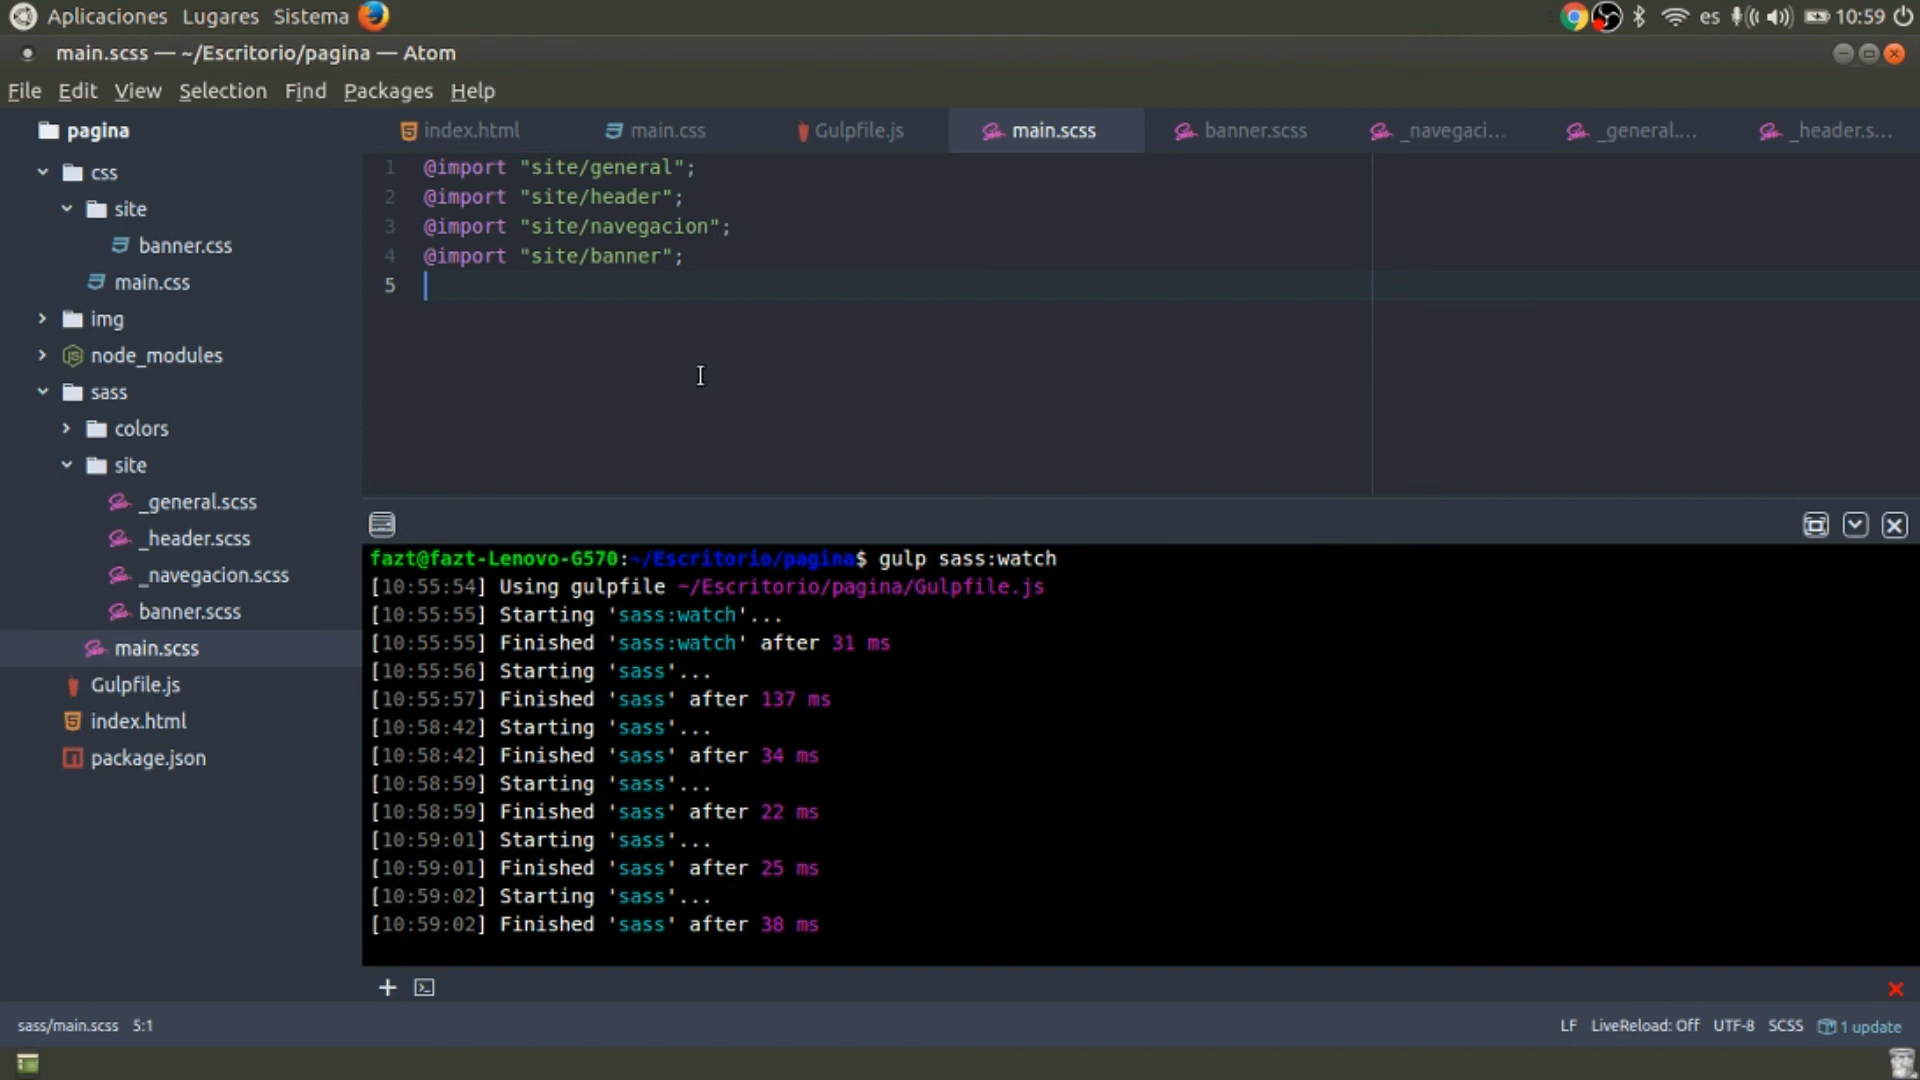 Aplicaciones Lugares Sistema
es 10:59
main.scss — ~/Escritorio/pagina — Atom
File Edit View Selection Find Packages Help
pagina
css
site
banner.css
main.css
img
node_modules
sass
colors
site
_general.scss
_header.scss
_navegacion.scss
banner.scss
main.scss
Gulpfile.js
index.html
package.json
index.html main.css Gulpfile.js main.scss banner.scss _navegaci... _general.... _header.s...
1 @import "site/general";
2 @import "site/header";
3 @import "site/navegacion";
4 @import "site/banner";
5
fazt@fazt-Lenovo-G570:~/Escritorio/pagina$ gulp sass:watch
[10:55:54] Using gulpfile ~/Escritorio/pagina/Gulpfile.js
[10:55:55] Starting 'sass:watch'...
[10:55:55] Finished 'sass:watch' after 31 ms
[10:55:56] Starting 'sass'...
[10:55:57] Finished 'sass' after 137 ms
[10:58:42] Starting 'sass'...
[10:58:42] Finished 'sass' after 34 ms
[10:58:59] Starting 'sass'...
[10:58:59] Finished 'sass' after 22 ms
[10:59:01] Starting 'sass'...
[10:59:01] Finished 'sass' after 25 ms
[10:59:02] Starting 'sass'...
[10:59:02] Finished 'sass' after 38 ms
sass/main.scss 5:1
LF LiveReload: Off UTF-8 SCSS 1 update